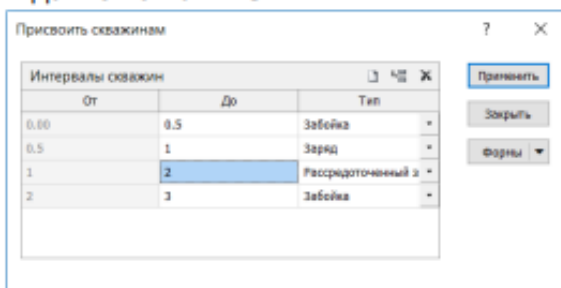 Присвоить скважинам ? ×
Интервалы скважин
Применить
От До Тип
Закрыть
0.00 0.5 Забойка
0.5 1 Заряд
Формы
1 2 Рассредоточенный з
2 3 Забойка